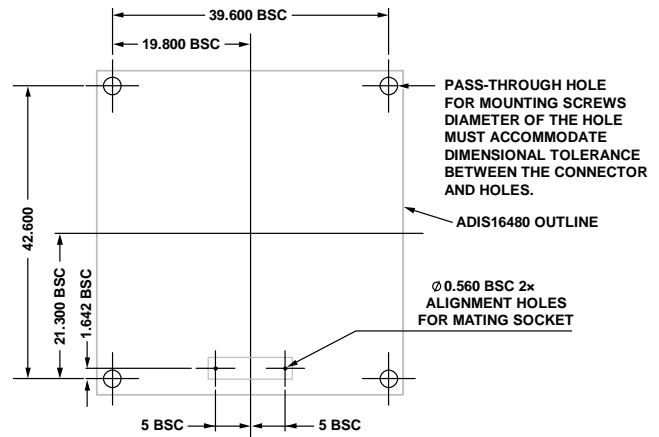 39.600 BSC
19.800 BSC
PASS-THROUGH HOLE
FOR MOUNTING SCREWS
DIAMETER OF THE HOLE
MUST ACCOMMODATE
DIMENSIONAL TOLERANCE
BETWEEN THE CONNECTOR
AND HOLES.
ADIS16480 OUTLINE
42.600
21.300 BSC
1.642 BSC
Ø 0.560 BSC 2×
ALIGNMENT HOLES
FOR MATING SOCKET
5 BSC
5 BSC